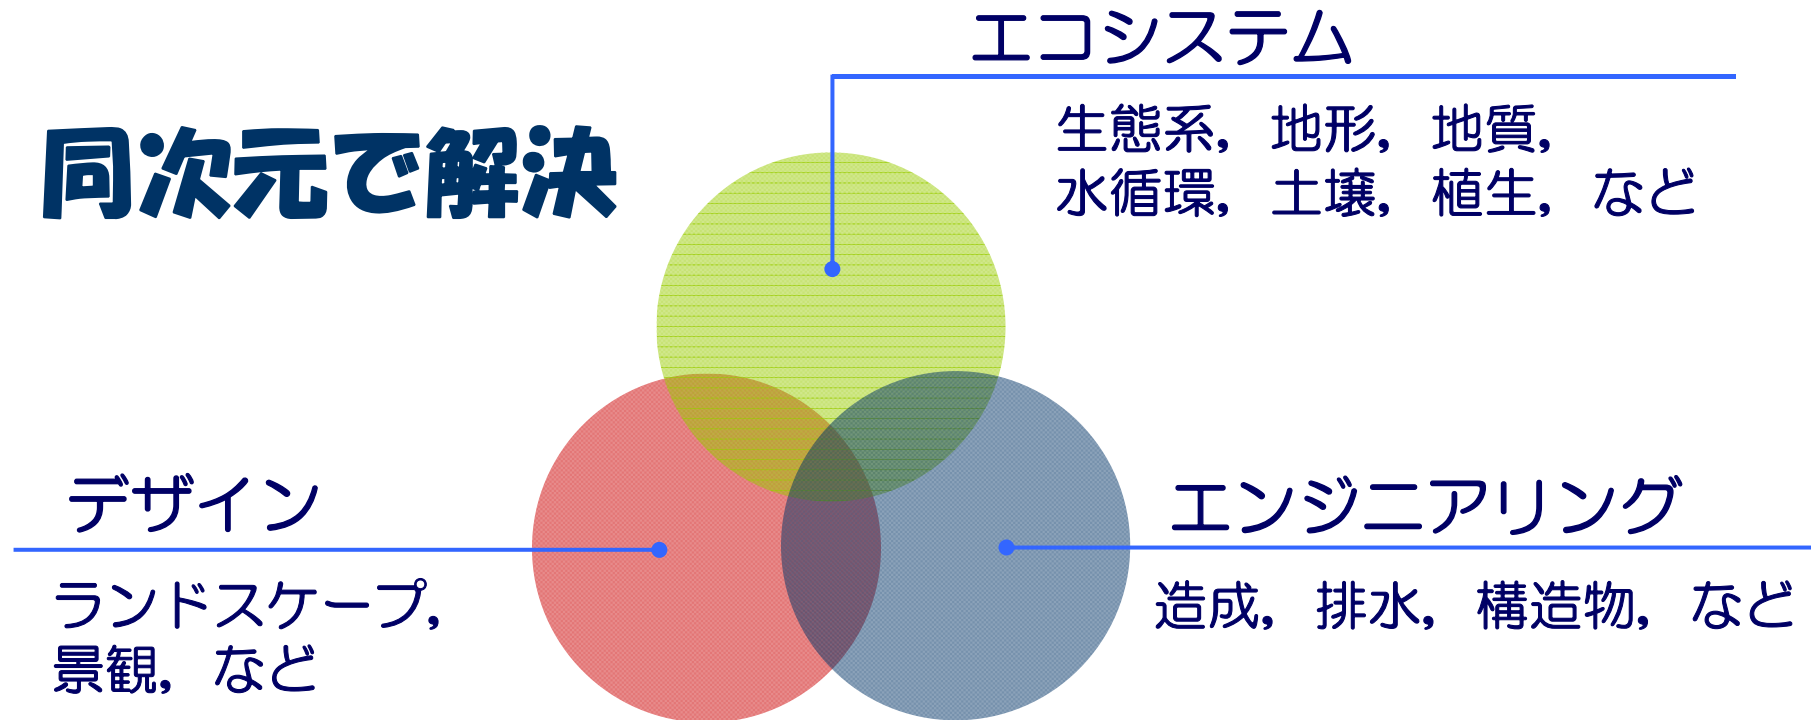 エコシステム
同次元で解決
生態系，地形，地質，
水循環，土壌，植生，など
デザイン
ランドスケープ，
景観，など
エンジニアリング
造成，排水，構造物，など